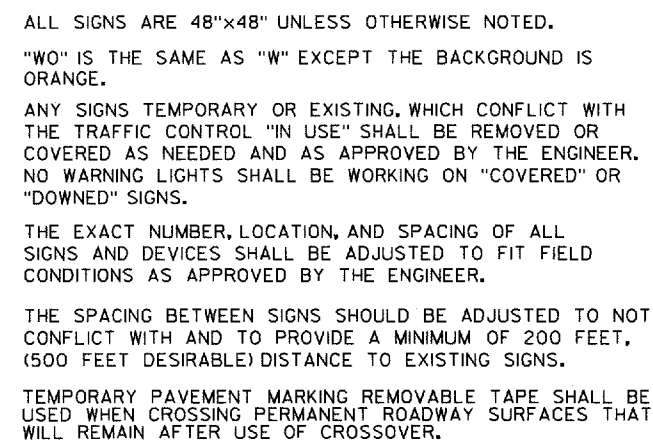 ALL SIGNS ARE 48"x48" UNLESS OTHERWISE NOTED.
"WO" IS THE SAME AS "W" EXCEPT THE BACKGROUND IS
ORANGE.
ANY SIGNS TEMPORARY OR EXISTING, WHICH CONFLICT WITH
THE TRAFFIC CONTROL "IN USE" SHALL BE REMOVED OR
COVERED AS NEEDED AND AS APPROVED BY THE ENGINEER.
NO WARNING LIGHTS SHALL BE WORKING ON "COVERED" OR
"DOWNED" SIGNS.
THE EXACT NUMBER, LOCATION, AND SPACING OF ALL
SIGNS AND DEVICES SHALL BE ADJUSTED TO FIT FIELD
CONDITIONS AS APPROVED BY THE ENGINEER.
THE SPACING BETWEEN SIGNS SHOULD BE ADJUSTED TO NOT
CONFLICT WITH AND TO PROVIDE A MINIMUM OF 200 FEET,
(500 FEET DESIRABLE) DISTANCE TO EXISTING SIGNS.
TEMPORARY PAVEMENT MARKING REMOVABLE TAPE SHALL BE
USED WHEN CROSSING PERMANENT ROADWAY SURFACES THAT
WILL REMAIN AFTER USE OF CROSSOVER.